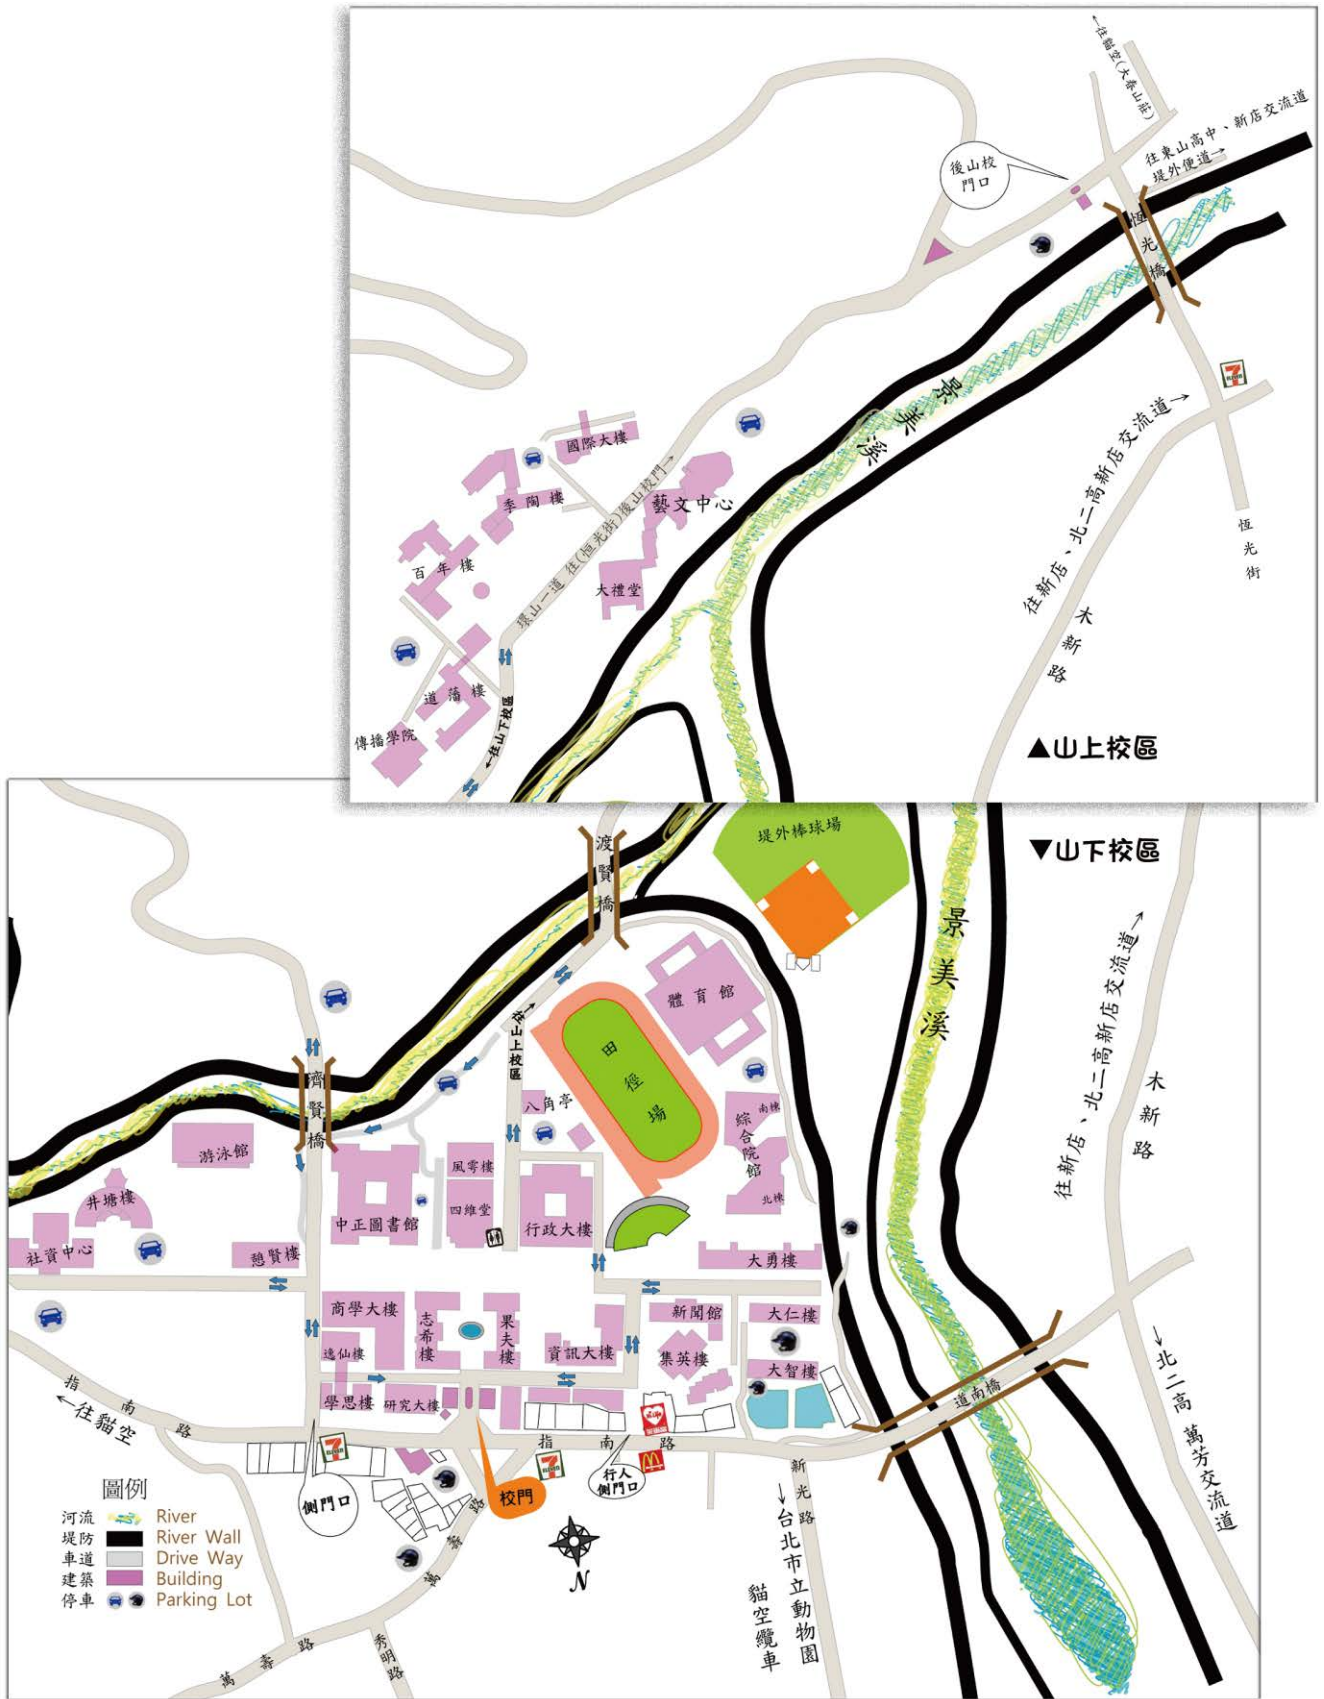 ←往貓空(大春山莊)
往東山高中、新店交流道
堤外便道→
後山校
門口
恆光橋
景美溪
往新店、北二高新店交流道→
恆光街
木新路
國際大樓
季陶樓
藝文中心
百年樓
大禮堂
環山一道 往(恒光街)後山校門→
道藩樓
傳播學院
←往山下校區
▲山上校區
▼山下校區
堤外棒球場
渡賢橋
景美溪
體育館
往山上校區→
田徑場
往新店、北二高新店交流道→
木新路
濟賢橋
八角亭
南棟
綜合院館
北棟
游泳館
風雩樓
井塘樓
中正圖書館
四維堂
行政大樓
社資中心
憩賢樓
大勇樓
商學大樓
志希樓
果夫樓
資訊大樓
新聞館
大仁樓
逸仙樓
集英樓
大智樓
學思樓
研究大樓
道南橋
指南路
←往貓空
指南路
7
7
7
側門口
校門
行人
側門口
新光路
→台北市立動物園
貓空纜車
→北二高 萬芳交流道
萬壽路
萬壽路
秀明路
N
圖例
河流 River
堤防 River Wall
車道 Drive Way
建築 Building
停車 Parking Lot